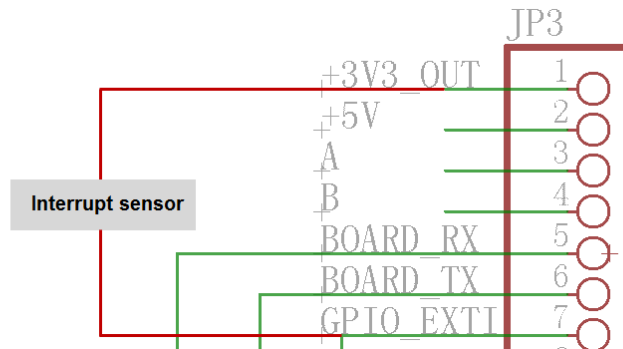 JP3
+3V3_OUT 1
+5V 2
A 3
Interrupt sensor
B 4
BOARD_RX 5
BOARD_TX 6
GPIO_EXTI 7